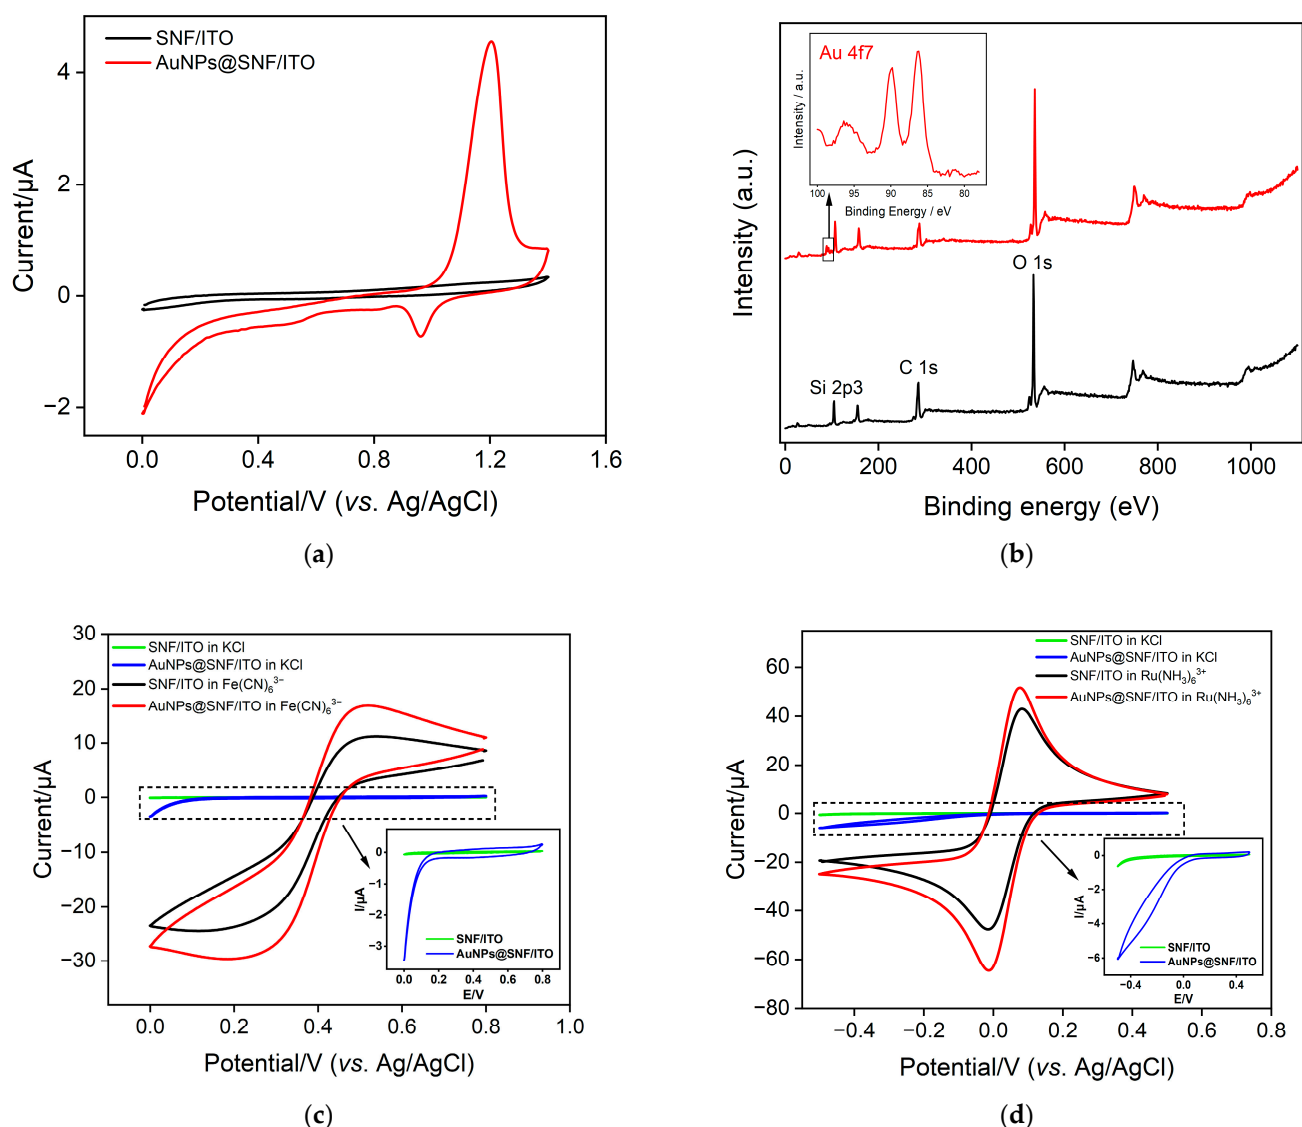 SNF/ITO
AuNPs@SNF/ITO
4
2
0
−2
Current/µA
0.0 0.4 0.8 1.2 1.6
Potential/V (vs. Ag/AgCl)
(a)
Au 4f7
Intensity / a.u.
100 95 90 85 80
Binding Energy / eV
O 1s
C 1s
Si 2p3
Intensity (a.u.)
0 200 400 600 800 1000
Binding energy (eV)
(b)
30
20
10
0
−10
−20
−30
Current/µA
SNF/ITO in KCl
AuNPs@SNF/ITO in KCl
SNF/ITO in Fe(CN)₆³⁻
AuNPs@SNF/ITO in Fe(CN)₆³⁻
0
−1
−2
−3
I/µA
SNF/ITO
AuNPs@SNF/ITO
0.0 0.2 0.4 0.6 0.8
E/V
0.0 0.2 0.4 0.6 0.8 1.0
Potential/V (vs. Ag/AgCl)
(c)
60
40
20
0
−20
−40
−60
−80
Current/µA
SNF/ITO in KCl
AuNPs@SNF/ITO in KCl
SNF/ITO in Ru(NH₃)₆³⁺
AuNPs@SNF/ITO in Ru(NH₃)₆³⁺
0
−2
−4
−6
I/µA
SNF/ITO
AuNPs@SNF/ITO
−0.4 0.0 0.4
E/V
−0.4 −0.2 0.0 0.2 0.4 0.6 0.8
Potential/V (vs. Ag/AgCl)
(d)